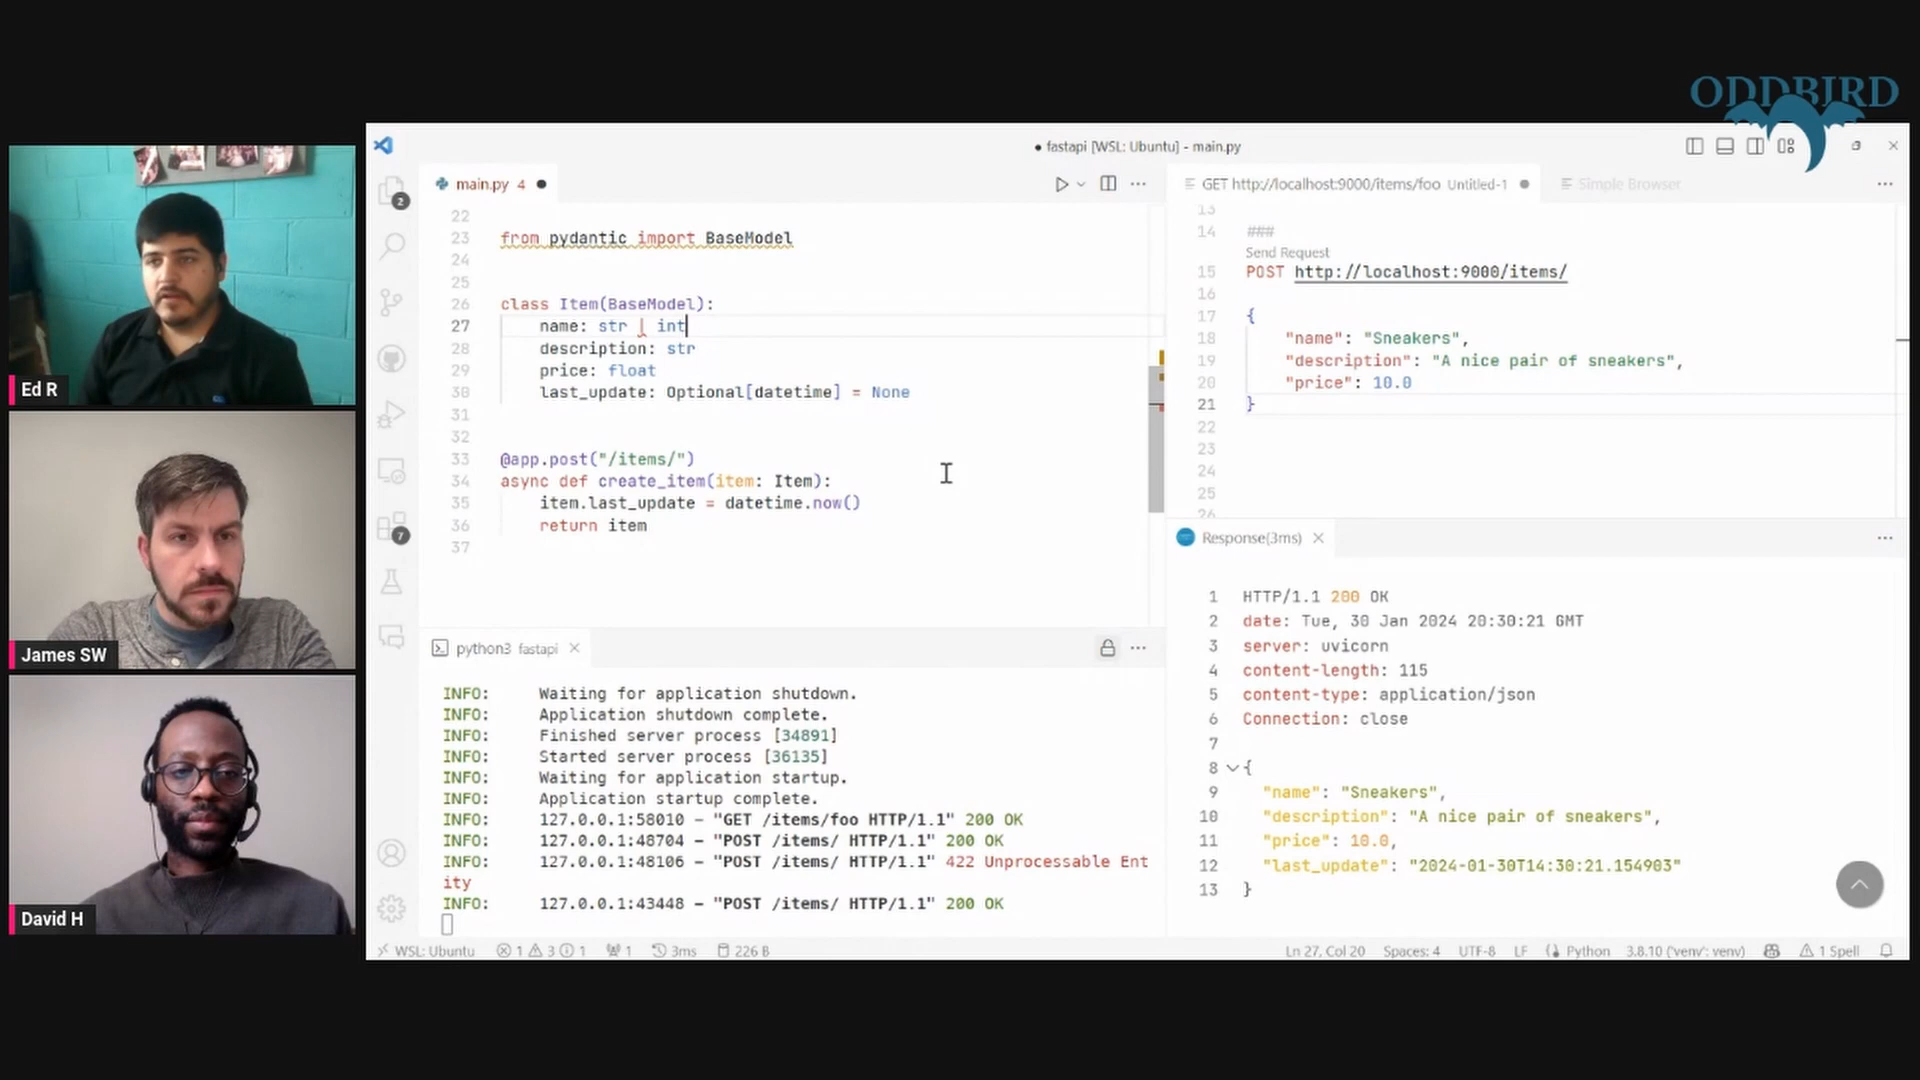 ODDBIRD
fastapi [WSL: Ubuntu] - main.py
main.py 4
22
23 from pydantic import BaseModel
24
25
26 class Item(BaseModel):
27 name: str | int
28 description: str
29 price: float
30 last_update: Optional[datetime] = None
31
32
33 @app.post("/items/")
34 async def create_item(item: Item):
35 item.last_update = datetime.now()
36 return item
37
2
7
GET http://localhost:9000/items/foo Untitled-1
Simple Browser
13
14 ###
Send Request
15 POST http://localhost:9000/items/
16
17 {
18 "name": "Sneakers",
19 "description": "A nice pair of sneakers",
20 "price": 10.0
21 }
22
23
24
25
26
python3 fastapi
INFO: Waiting for application shutdown.
INFO: Application shutdown complete.
INFO: Finished server process [34891]
INFO: Started server process [36135]
INFO: Waiting for application startup.
INFO: Application startup complete.
INFO: 127.0.0.1:58010 - "GET /items/foo HTTP/1.1" 200 OK
INFO: 127.0.0.1:48704 - "POST /items/ HTTP/1.1" 200 OK
INFO: 127.0.0.1:48106 - "POST /items/ HTTP/1.1" 422 Unprocessable Ent
ity
INFO: 127.0.0.1:43448 - "POST /items/ HTTP/1.1" 200 OK
Response(3ms)
1 HTTP/1.1 200 OK
2 date: Tue, 30 Jan 2024 20:30:21 GMT
3 server: uvicorn
4 content-length: 115
5 content-type: application/json
6 Connection: close
7
8 {
9 "name": "Sneakers",
10 "description": "A nice pair of sneakers",
11 "price": 10.0,
12 "last_update": "2024-01-30T14:30:21.154903"
13 }
WSL: Ubuntu 1 3 1 1 3ms 226 B
Ln 27, Col 20 Spaces: 4 UTF-8 LF Python 3.8.10 ('venv': venv) 1 Spell
Ed R
James SW
David H